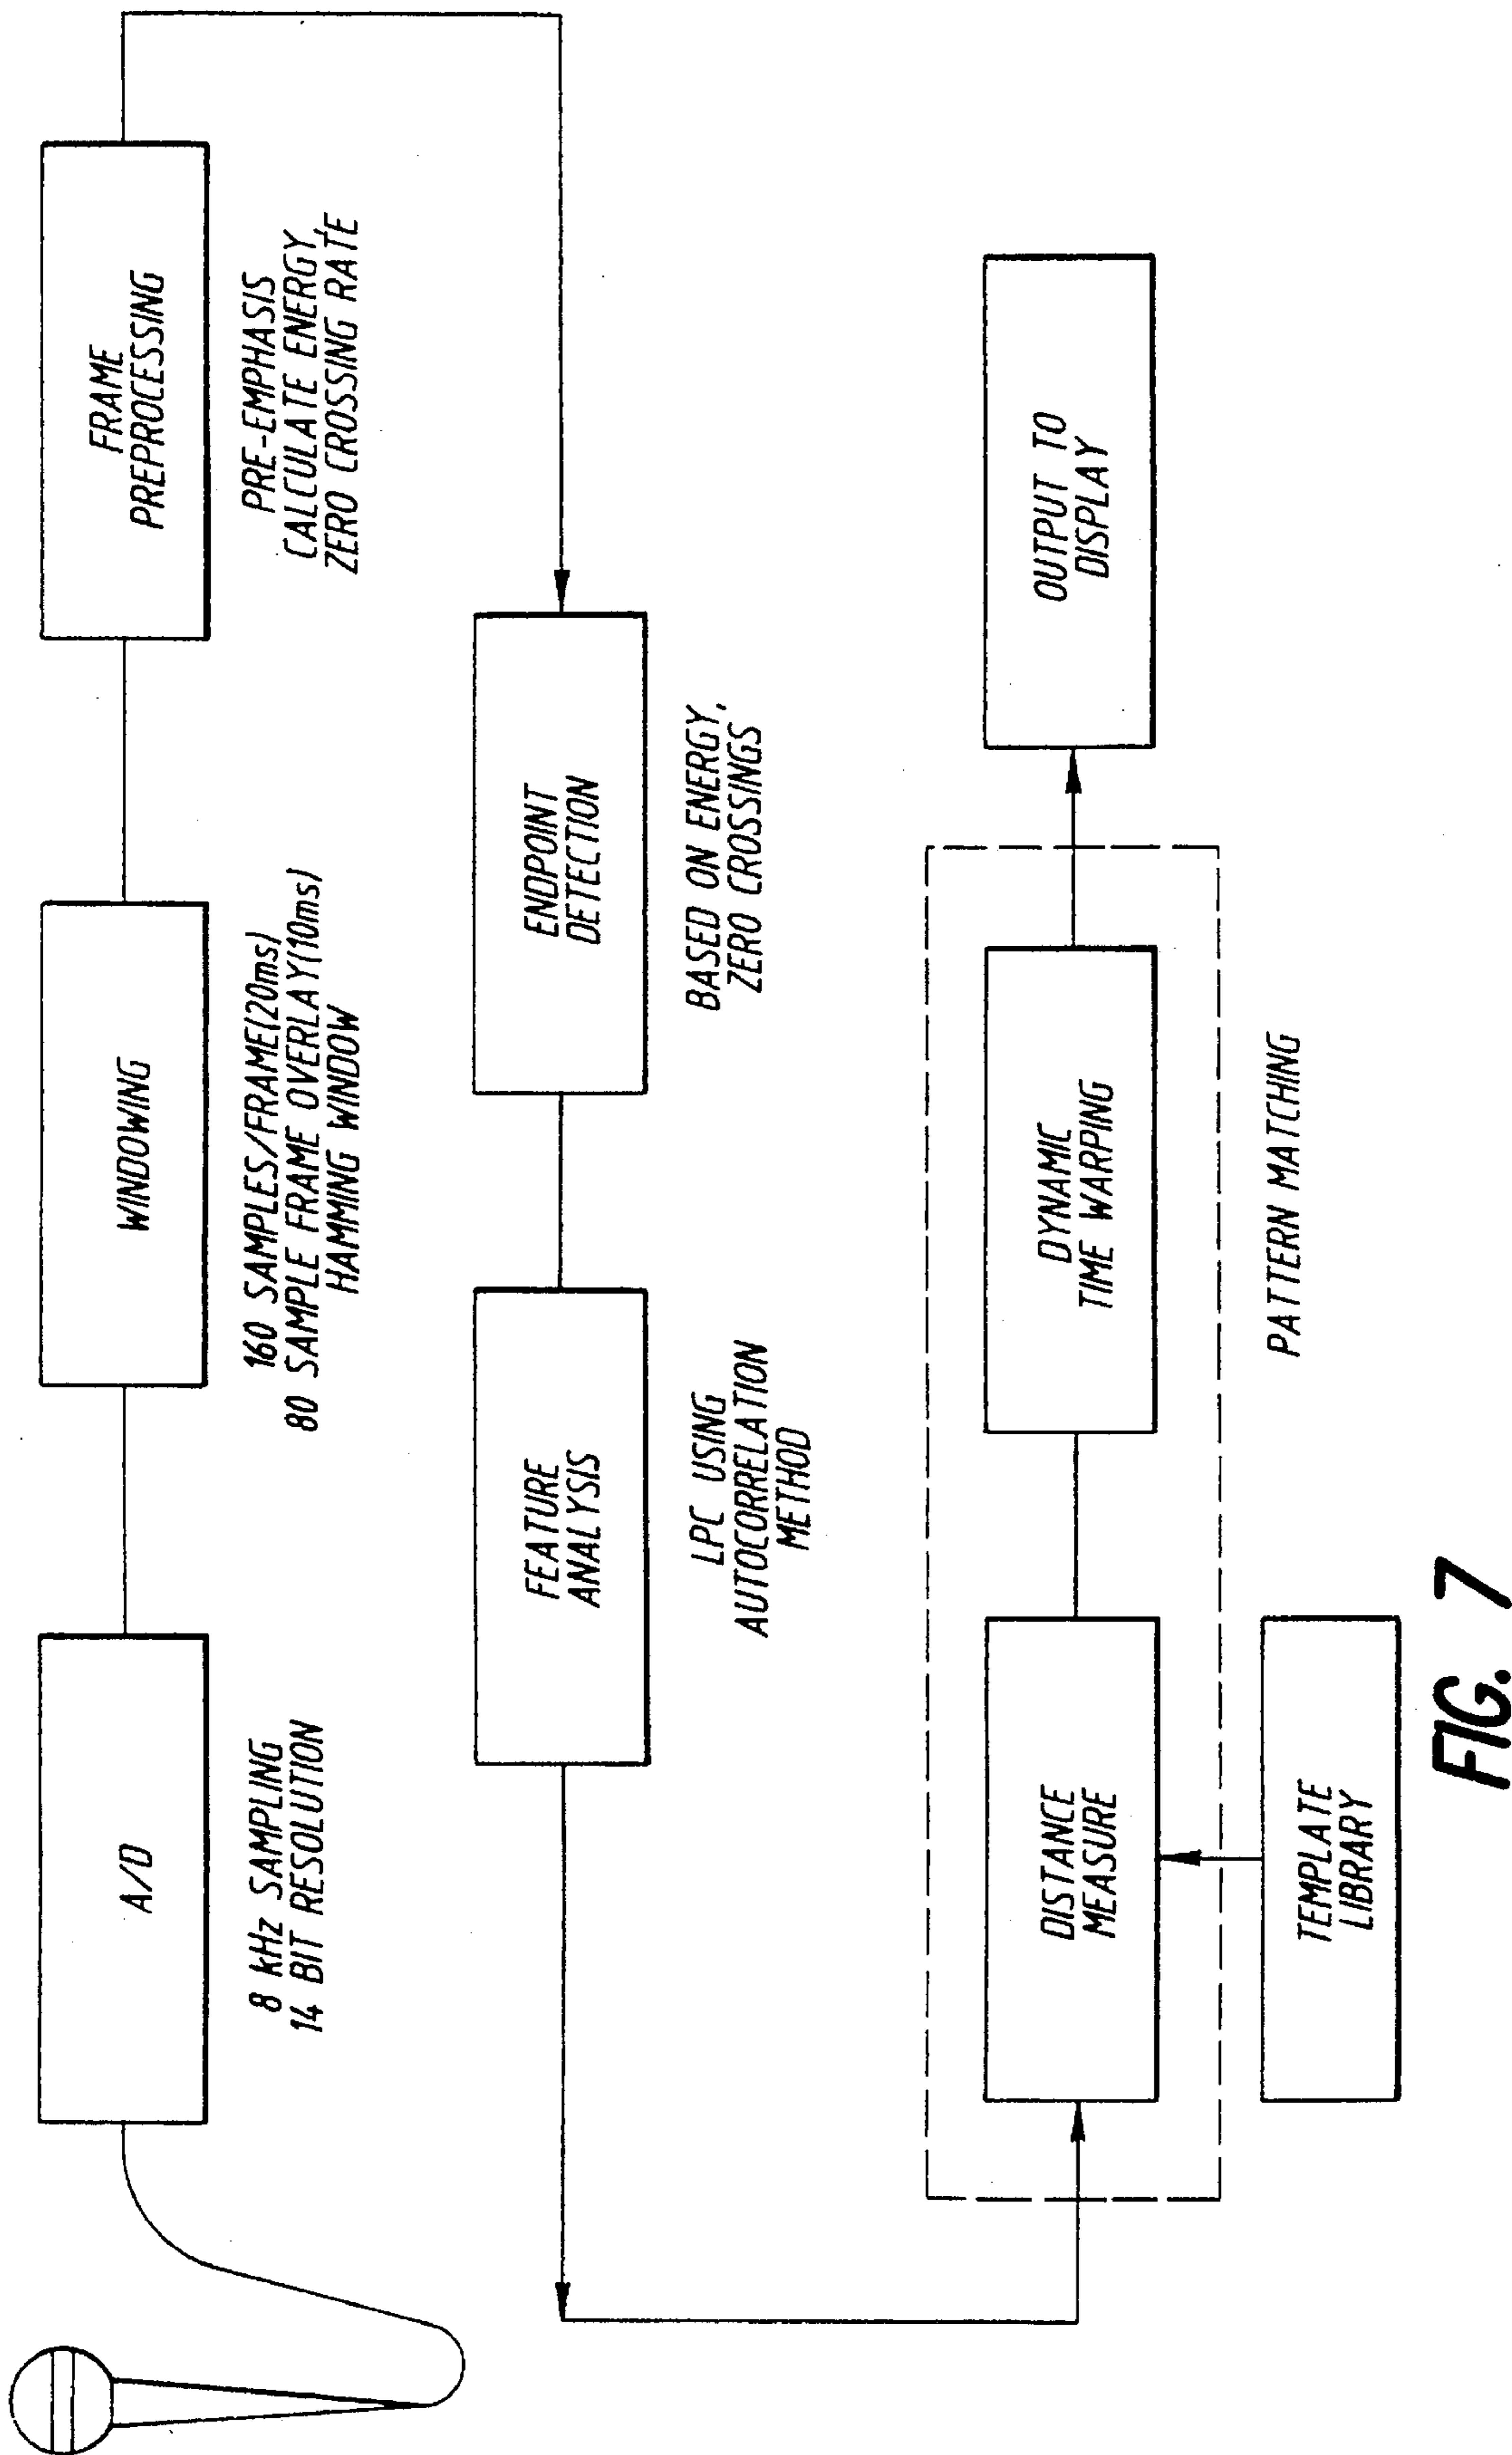 A/D
8 kHz SAMPLING
14 BIT RESOLUTION
WINDOWING
160 SAMPLES/FRAME(20ms)
80 SAMPLE FRAME OVERLAY(10ms)
HAMMING WINDOW
FRAME
PREPROCESSING
PRE-EMPHASIS
CALCULATE ENERGY,
ZERO CROSSING RATE
FEATURE
ANALYSIS
LPC USING
AUTOCORRELATION
METHOD
ENDPOINT
DETECTION
BASED ON ENERGY,
ZERO CROSSINGS
DISTANCE
MEASURE
DYNAMIC
TIME WARPING
OUTPUT TO
DISPLAY
TEMPLATE
LIBRARY
PATTERN MATCHING
FIG. 7